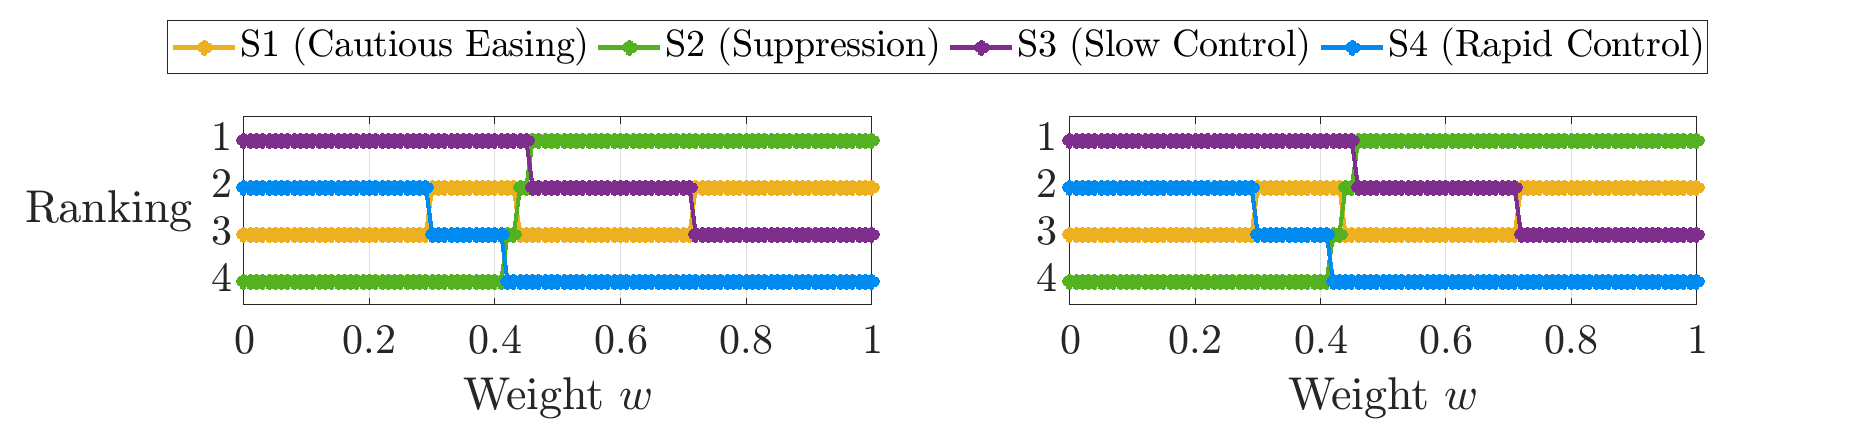 S1 (Cautious Easing) S2 (Suppression) S3 (Slow Control) S4 (Rapid Control)
Ranking
1
2
3
4
0 0.2 0.4 0.6 0.8 1
Weight w
1
2
3
4
0 0.2 0.4 0.6 0.8 1
Weight w